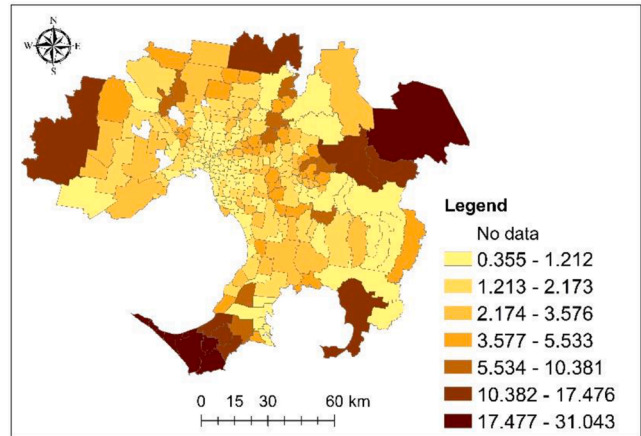 N
W E
S
Legend
No data
0.355 - 1.212
1.213 - 2.173
2.174 - 3.576
3.577 - 5.533
5.534 - 10.381
10.382 - 17.476
17.477 - 31.043
0 15 30 60 km